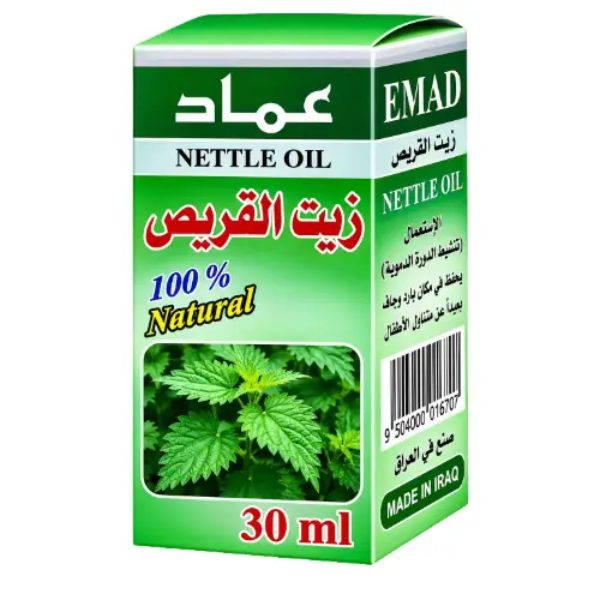 عماد
NETTLE OIL
زيت القريص
100 %
Natural
30 ml
EMAD
زيت القريص
NETTLE OIL
الإستعمال
(تنشيط الدورة الدموية)
يحفظ في مكان بارد وجاف
بعيداً عن متناول الأطفال
9 504000 016707
صنع في العراق
MADE IN IRAQ